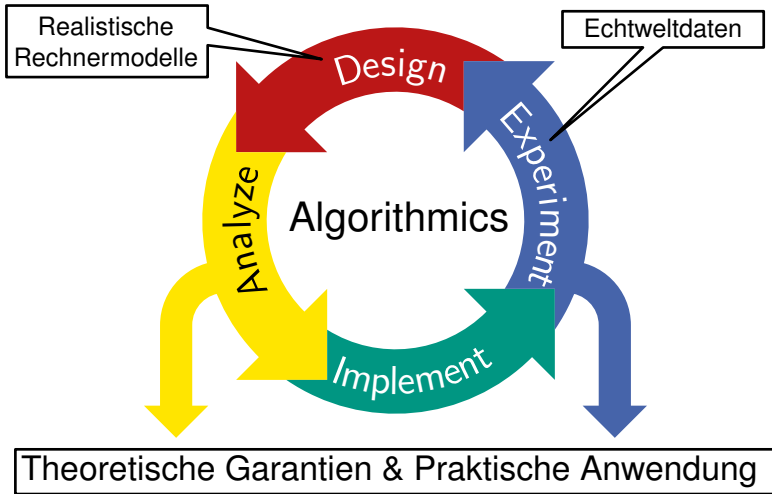 Realistische
Rechnermodelle
Echtweltdaten
Design
Experiment
Analyze
Algorithmics
Implement
Theoretische Garantien & Praktische Anwendung